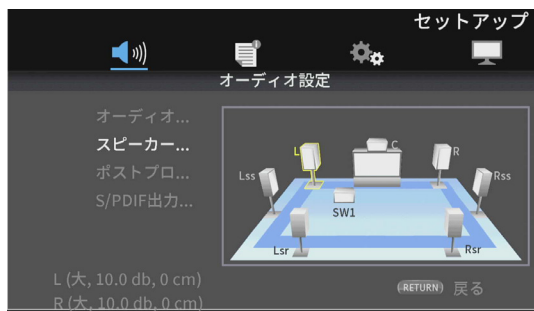 セットアップ
オーディオ設定
オーディオ...
スピーカー...
ポストプロ...
S/PDIF出力...
L
C
R
Lss
Rss
SW1
Lsr
Rsr
L (大, 10.0 db, 0 cm)
R (大, 10.0 db, 0 cm)
RETURN 戻る